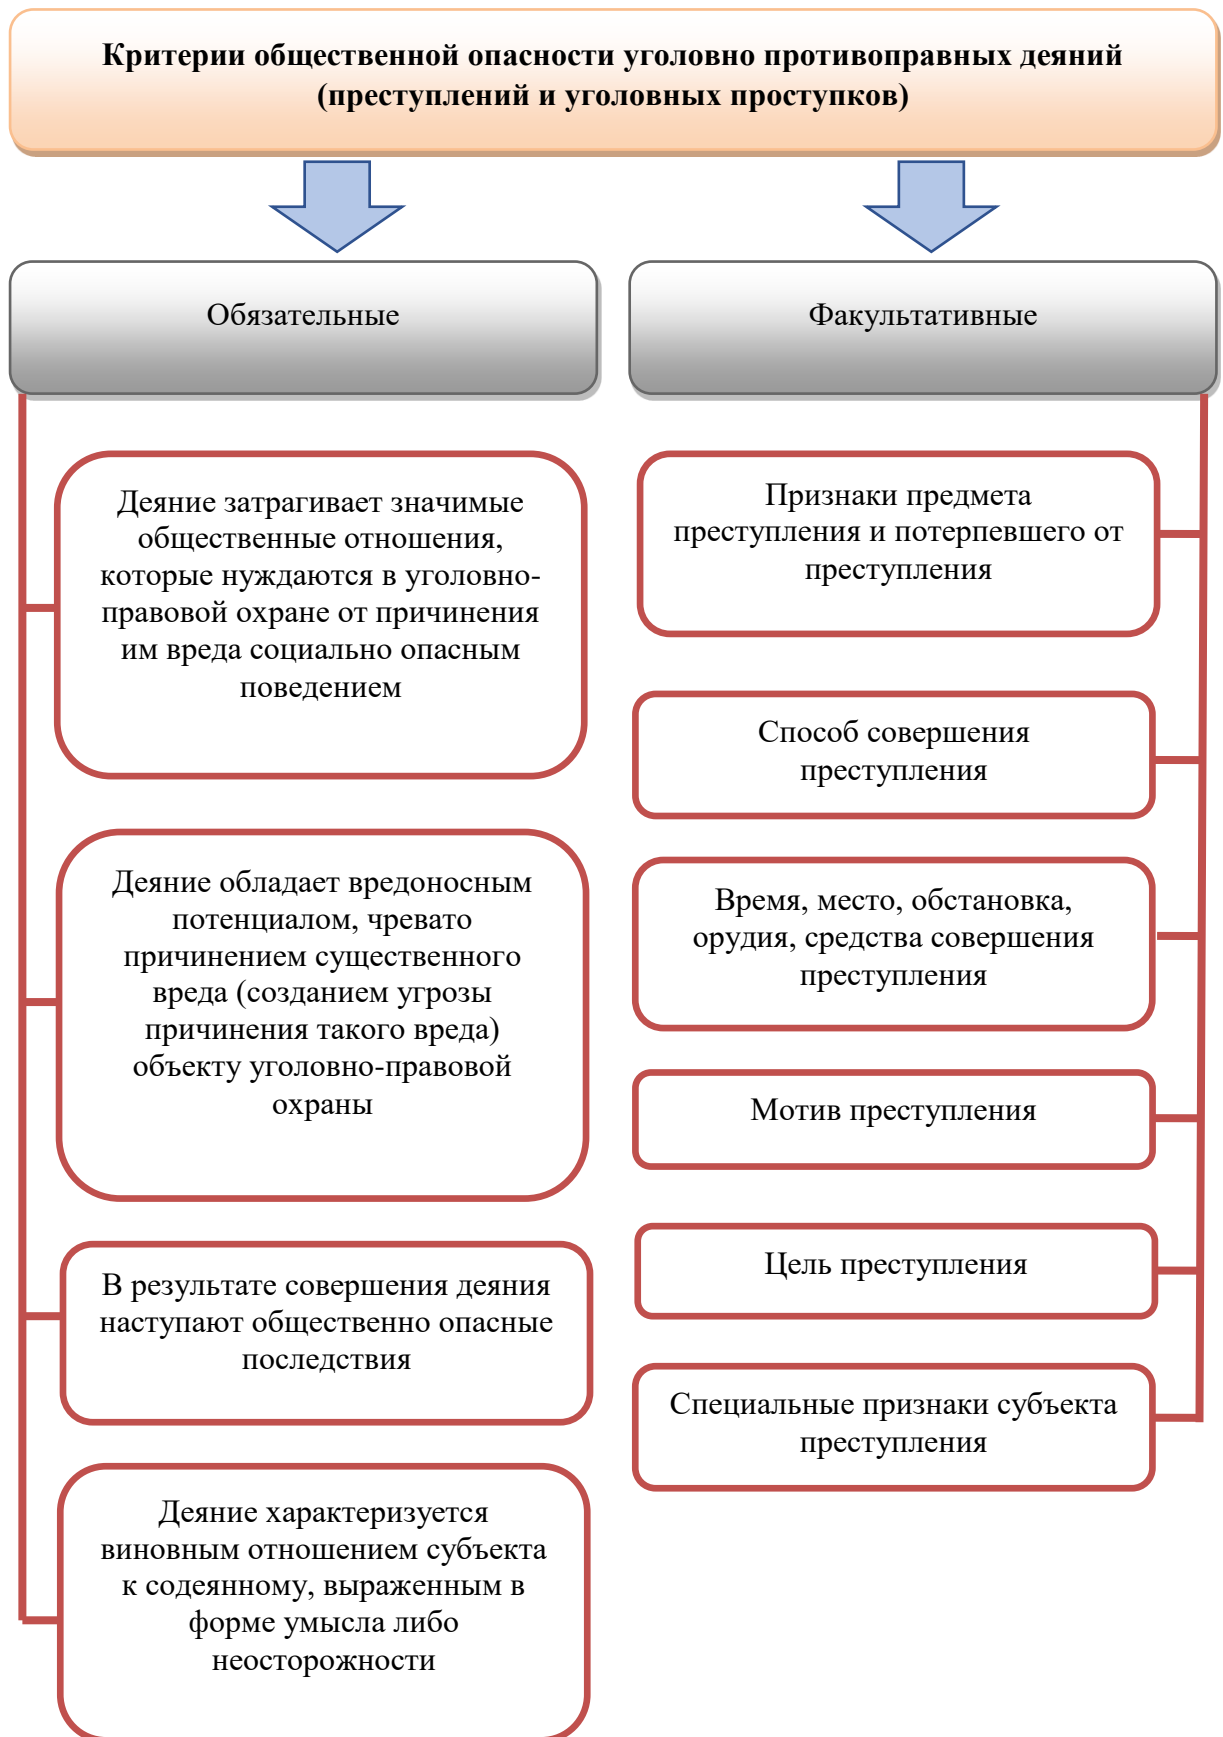 Критерии общественной опасности уголовно противоправных деяний
(преступлений и уголовных проступков)
Обязательные
Факультативные
Деяние затрагивает значимые
общественные отношения,
которые нуждаются в уголовно-
правовой охране от причинения
им вреда социально опасным
поведением
Деяние обладает вредоносным
потенциалом, чревато
причинением существенного
вреда (созданием угрозы
причинения такого вреда)
объекту уголовно-правовой
охраны
В результате совершения деяния
наступают общественно опасные
последствия
Деяние характеризуется
виновным отношением субъекта
к содеянному, выраженным в
форме умысла либо
неосторожности
Признаки предмета
преступления и потерпевшего от
преступления
Способ совершения
преступления
Время, место, обстановка,
орудия, средства совершения
преступления
Мотив преступления
Цель преступления
Специальные признаки субъекта
преступления